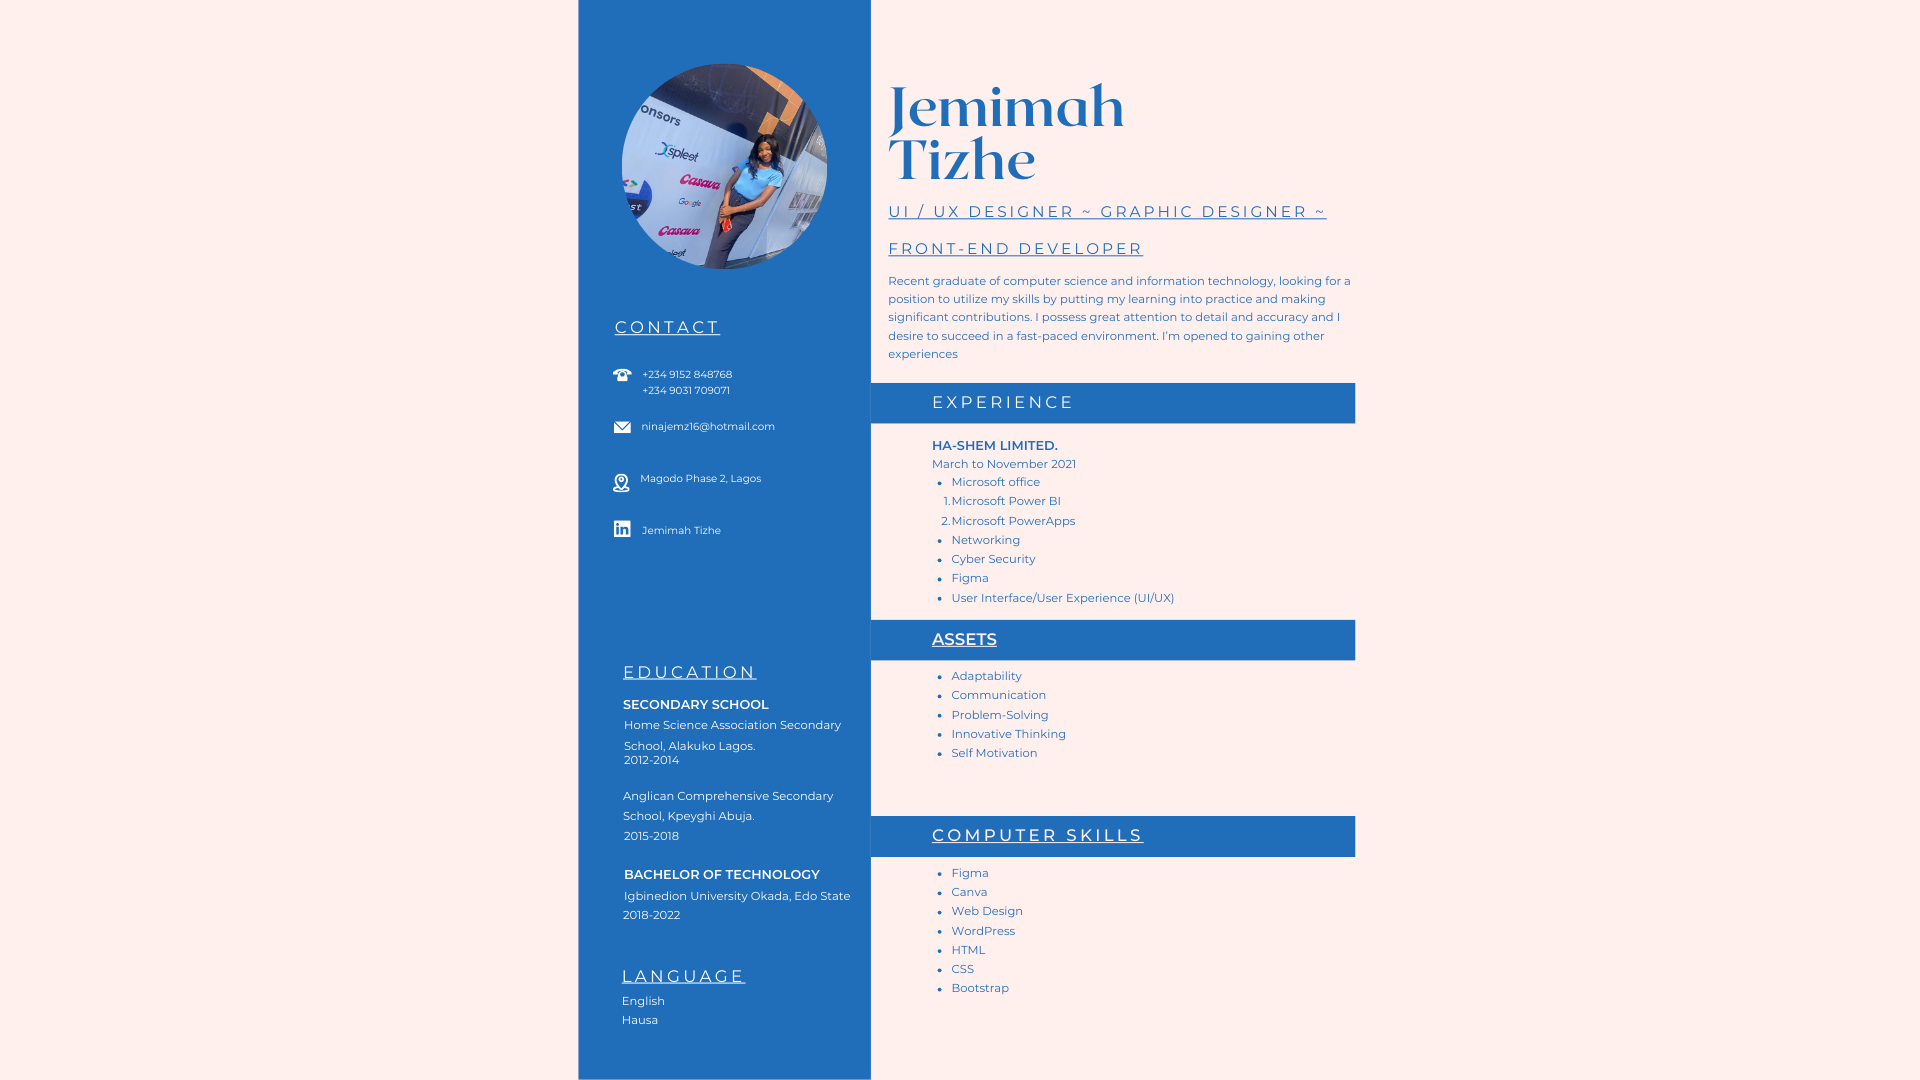 onsors
spleet
Casava
Google
st
Casava
spleet
CONTACT
+234 9152 848768
+234 9031 709071
ninajemz16@hotmail.com
Magodo Phase 2, Lagos
in
Jemimah Tizhe
EDUCATION
SECONDARY SCHOOL
Home Science Association Secondary
School, Alakuko Lagos.
2012-2014
Anglican Comprehensive Secondary
School, Kpeyghi Abuja.
2015-2018
BACHELOR OF TECHNOLOGY
Igbinedion University Okada, Edo State
2018-2022
LANGUAGE
English
Hausa
Jemimah
Tizhe
UI / UX DESIGNER ~ GRAPHIC DESIGNER ~
FRONT-END DEVELOPER
Recent graduate of computer science and information technology, looking for a
position to utilize my skills by putting my learning into practice and making
significant contributions. I possess great attention to detail and accuracy and I
desire to succeed in a fast-paced environment. I'm opened to gaining other
experiences
EXPERIENCE
HA-SHEM LIMITED.
March to November 2021
• Microsoft office
1. Microsoft Power BI
2. Microsoft PowerApps
• Networking
• Cyber Security
• Figma
• User Interface/User Experience (UI/UX)
ASSETS
• Adaptability
• Communication
• Problem-Solving
• Innovative Thinking
• Self Motivation
COMPUTER SKILLS
• Figma
• Canva
• Web Design
• WordPress
• HTML
• CSS
• Bootstrap